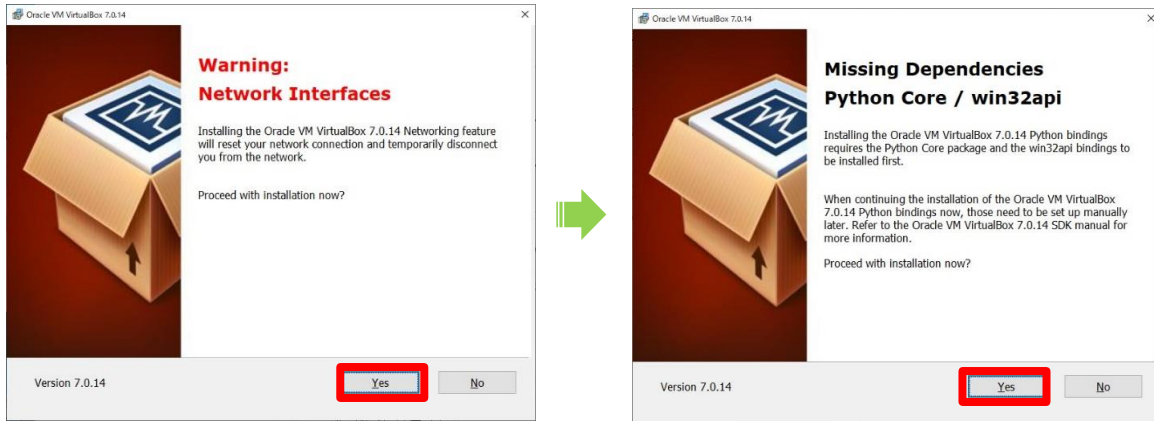 Oracle VM VirtualBox 7.0.14
Warning:
Network Interfaces
Installing the Oracle VM VirtualBox 7.0.14 Networking feature
will reset your network connection and temporarily disconnect
you from the network.
Proceed with installation now?
Version 7.0.14
Yes
No
Oracle VM VirtualBox 7.0.14
Missing Dependencies
Python Core / win32api
Installing the Oracle VM VirtualBox 7.0.14 Python bindings
requires the Python Core package and the win32api bindings to
be installed first.
When continuing the installation of the Oracle VM VirtualBox
7.0.14 Python bindings now, those need to be set up manually
later. Refer to the Oracle VM VirtualBox 7.0.14 SDK manual for
more information.
Proceed with installation now?
Version 7.0.14
Yes
No